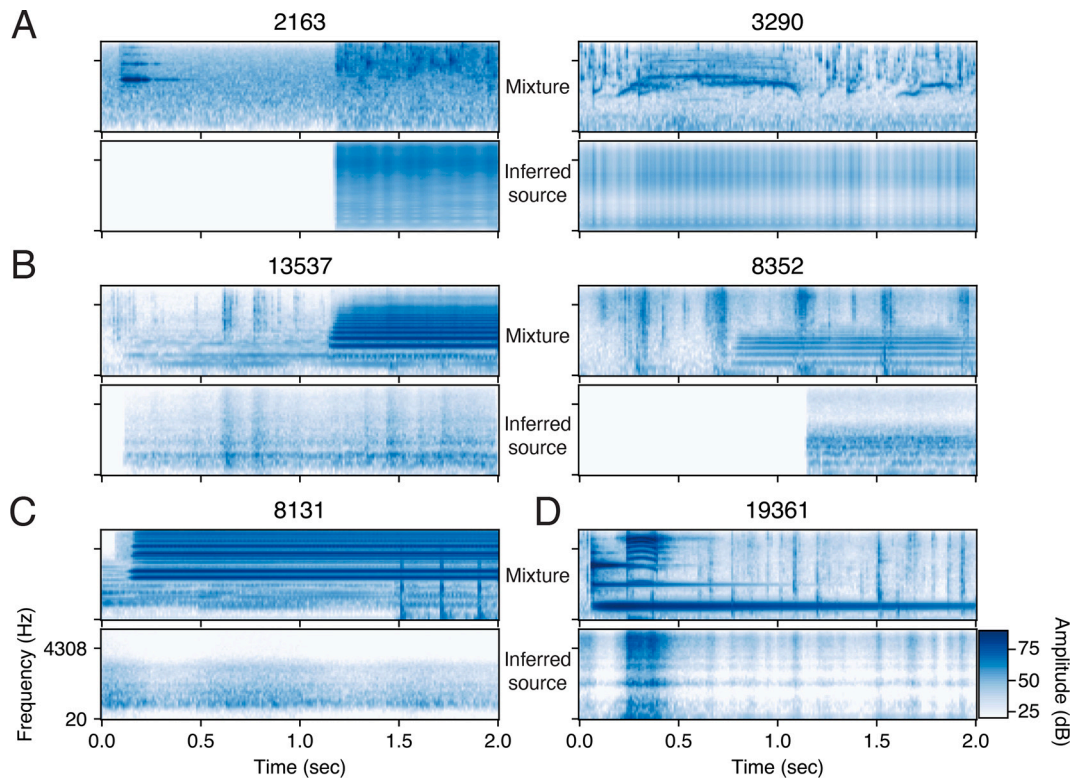 A
2163
3290
Mixture
Inferred
source
0.0 0.5 1.0 1.5 2.0
0.0 0.5 1.0 1.5 2.0
B
13537
8352
Mixture
Inferred
source
C
8131
D
19361
Mixture
Inferred
source
Frequency (Hz)
4308
20
Time (sec)
Time (sec)
75
50
25
Amplitude (dB)